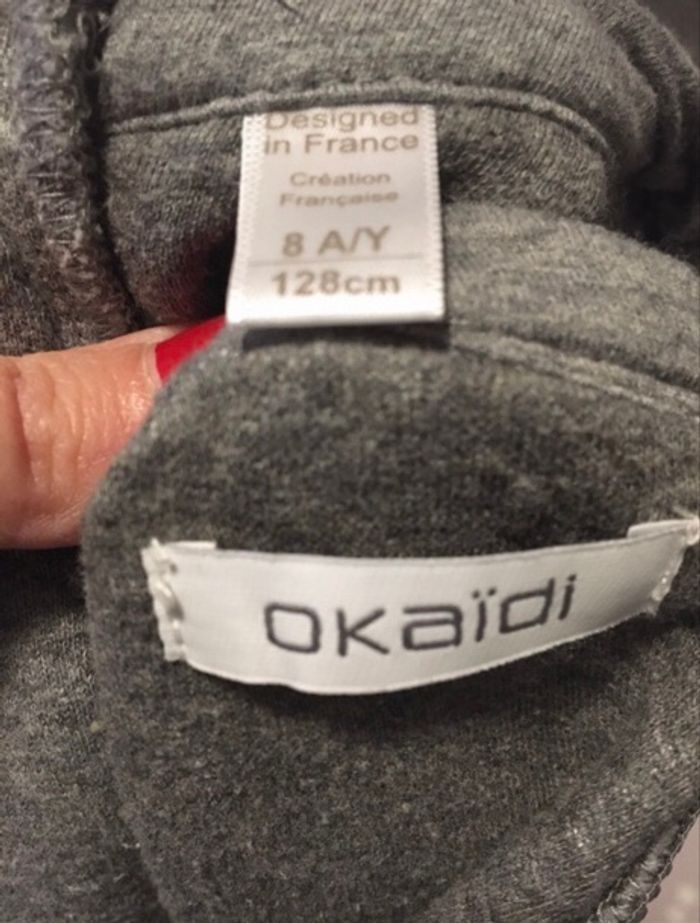 Designed
in France
Création
Française
8 A/Y
128cm
okaïdi